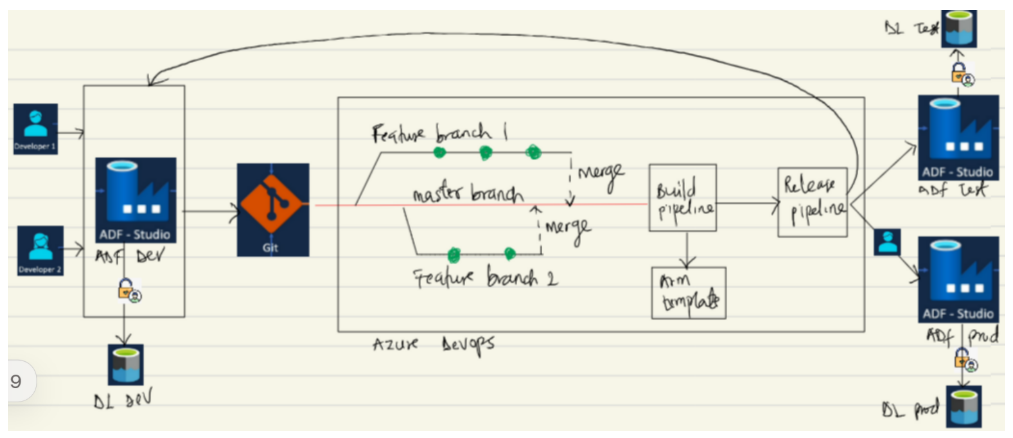 DL Test
Developer 1
Feature branch 1
merge
master branch
Build
pipeline
Release
pipeline
ADF - Studio
ADF Test
ADF - Studio
ADF Dev
Git
merge
Developer 2
Feature branch 2
Arm
template
ADF - Studio
ADF prod
Azure Devops
9
DL Dev
DL prod